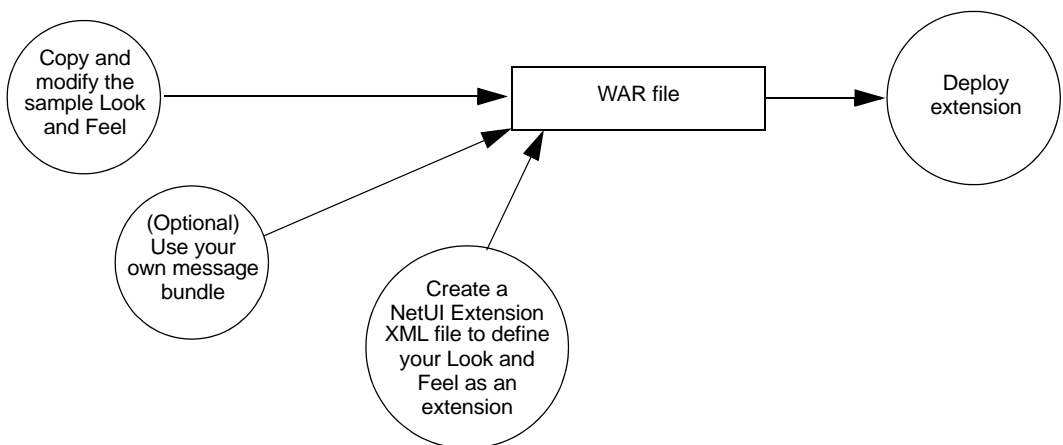 Copy and
modify the
sample Look
and Feel
WAR file
Deploy
extension
(Optional)
Use your
own message
bundle
Create a
NetUI Extension
XML file to define
your Look and
Feel as an
extension